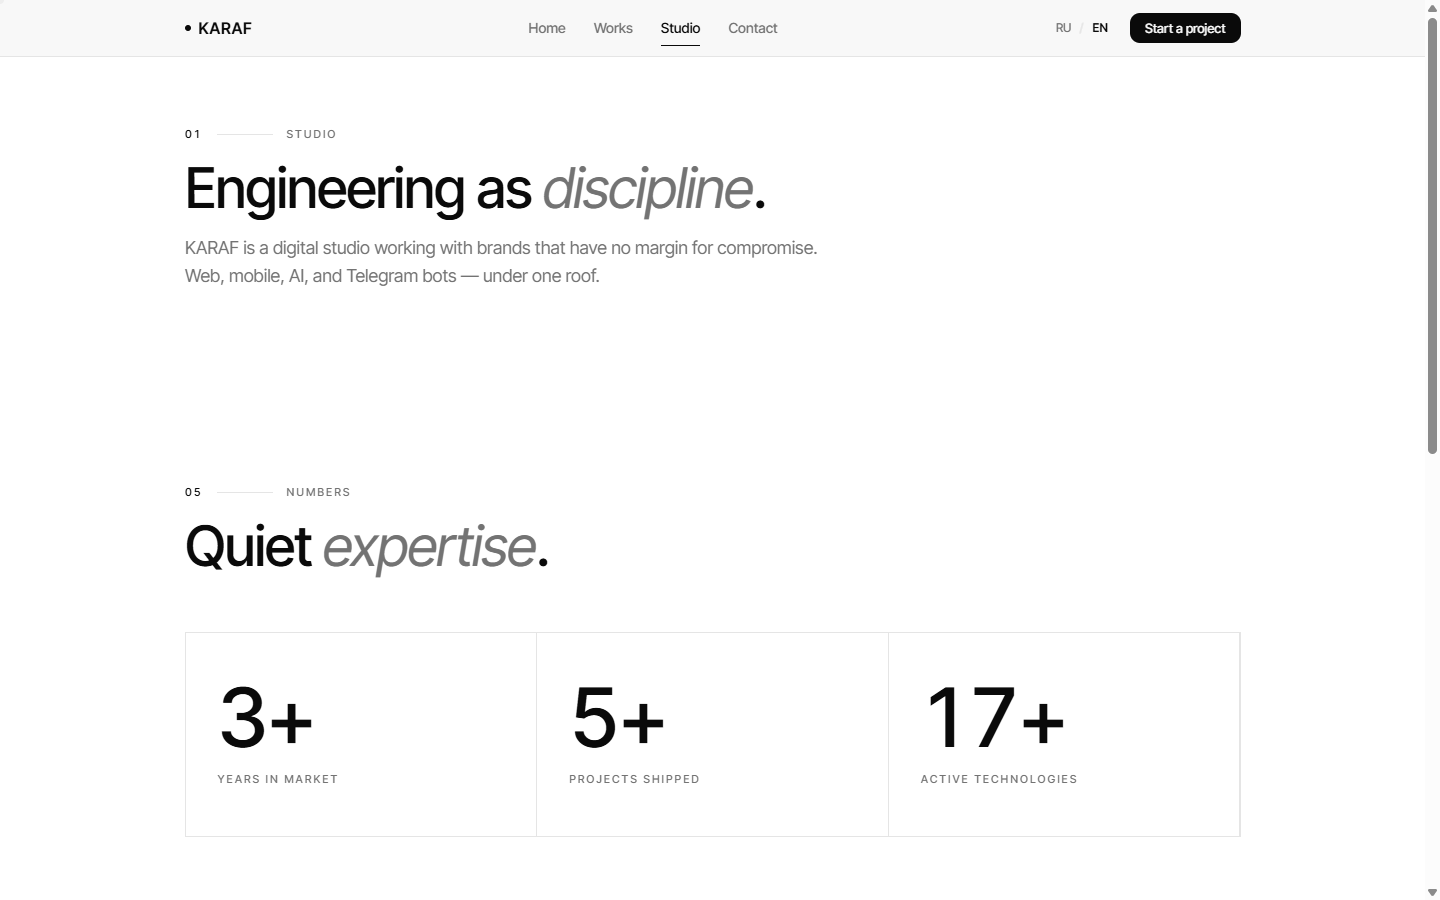 KARAF
Home Works Studio Contact
RU / EN
Start a project
01 STUDIO
Engineering as discipline.
KARAF is a digital studio working with brands that have no margin for compromise.
Web, mobile, AI, and Telegram bots — under one roof.
05 NUMBERS
Quiet expertise.
3+
YEARS IN MARKET
5+
PROJECTS SHIPPED
17+
ACTIVE TECHNOLOGIES